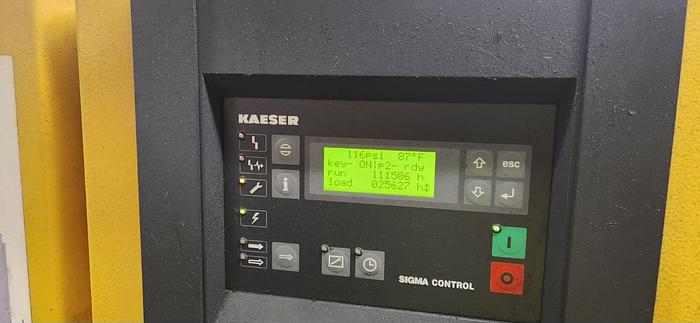 KAESER
116psi 87°F
key- ON¦p2- rdy
run 111506 h
load 025627 h↕
esc
SIGMA CONTROL